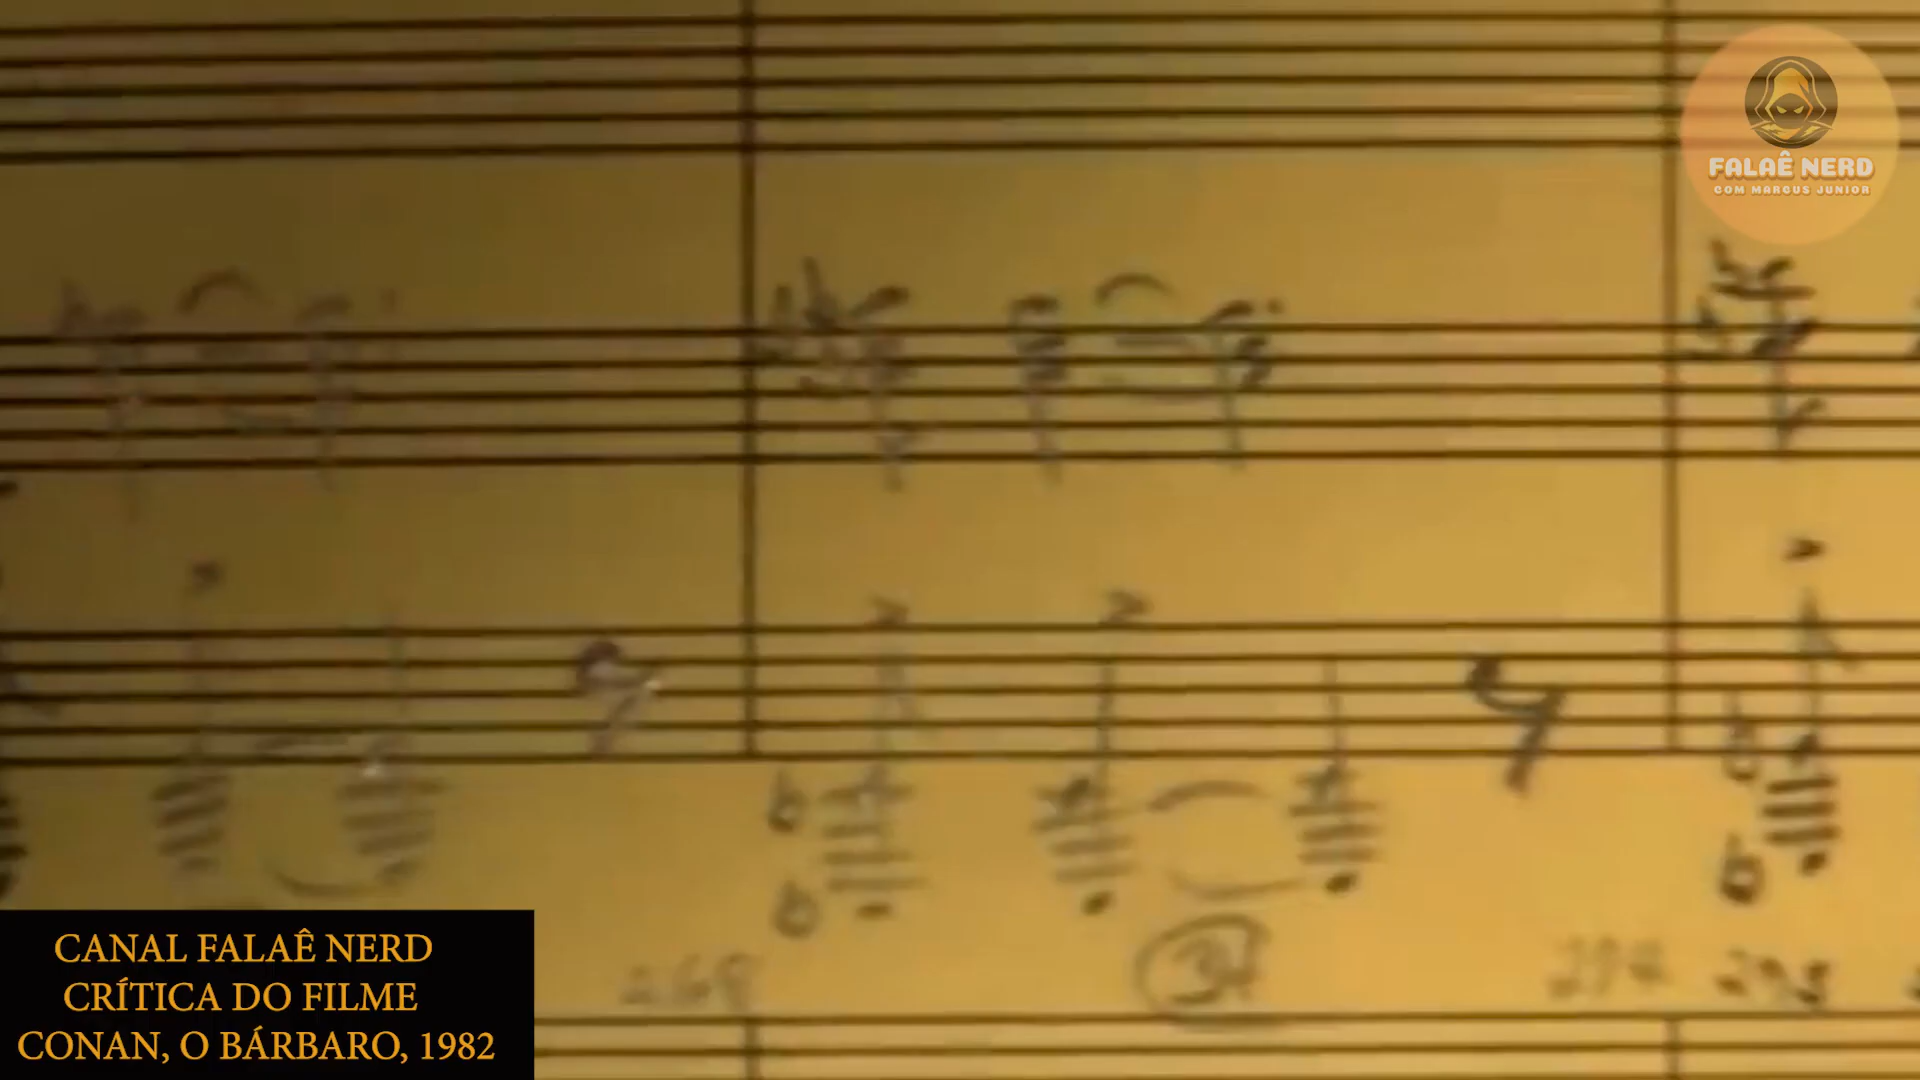 FALAÊ NERD
COM MARCUS JUNIOR
CANAL FALAÊ NERD
CRÍTICA DO FILME
CONAN, O BÁRBARO, 1982